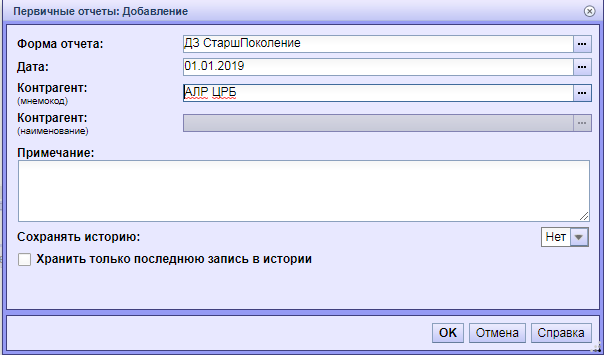 Первичные отчеты: Добавление
Форма отчета: ДЗ СтаршПоколение ...
Дата: 01.01.2019 ...
Контрагент: АЛР ЦРБ ...
(мнемокод)
Контрагент: ...
(наименование)
Примечание:
Сохранять историю: Нет
Хранить только последнюю запись в истории
OK Отмена Справка